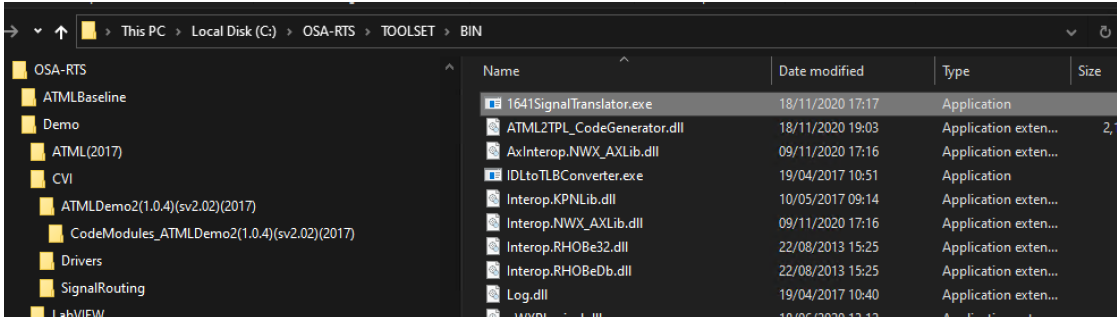 This PC > Local Disk (C:) > OSA-RTS > TOOLSET > BIN
OSA-RTS
ATMLBaseline
Demo
ATML(2017)
CVI
ATMLDemo2(1.0.4)(sv2.02)(2017)
CodeModules_ATMLDemo2(1.0.4)(sv2.02)(2017)
Drivers
SignalRouting
LabVIEW
Name Date modified Type Size
1641SignalTranslator.exe 18/11/2020 17:17 Application
ATML2TPL_CodeGenerator.dll 18/11/2020 19:03 Application exten... 2,
AxInterop.NWX_AXLib.dll 09/11/2020 17:16 Application exten...
IDLtoTLBConverter.exe 19/04/2017 10:51 Application
Interop.KPNLib.dll 10/05/2017 09:14 Application exten...
Interop.NWX_AXLib.dll 09/11/2020 17:16 Application exten...
Interop.RHOBe32.dll 22/08/2013 15:25 Application exten...
Interop.RHOBeDb.dll 22/08/2013 15:25 Application exten...
Log.dll 19/04/2017 10:40 Application exten...